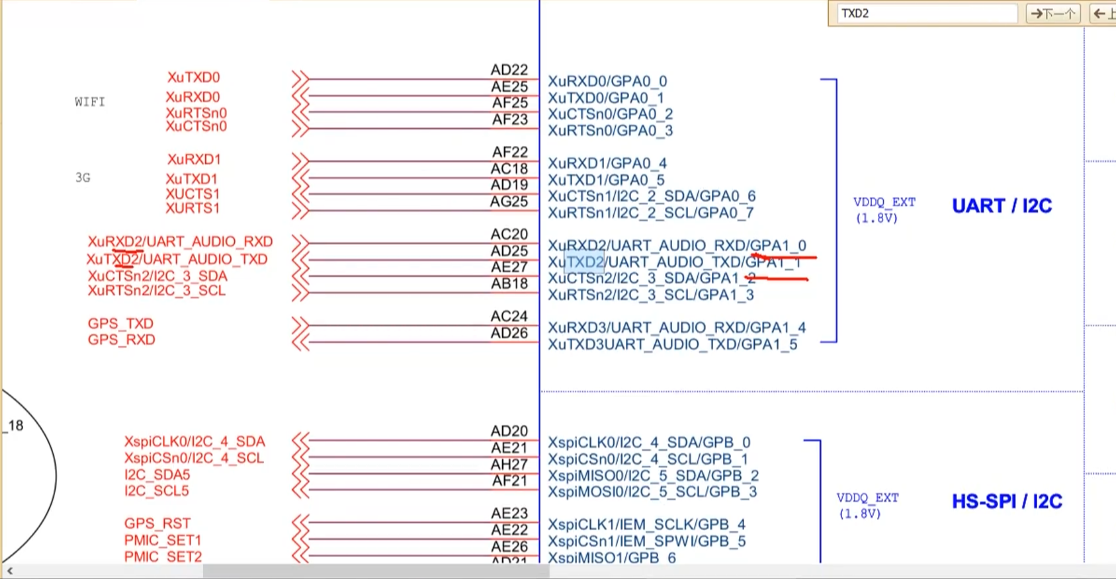 TXD2 下一个 上
AD22
XuTXD0 XuRXD0/GPA0_0
AE25
WIFI XuRXD0 XuTXD0/GPA0_1
AF25
XuRTSn0 XuCTSn0/GPA0_2
AF23
XuCTSn0 XuRTSn0/GPA0_3
AF22
XuRXD1 XuRXD1/GPA0_4
AC18
3G XuTXD1 XuTXD1/GPA0_5
AD19
XUCTS1 XuCTSn1/I2C_2_SDA/GPA0_6
AG25
XURTS1 XuRTSn1/I2C_2_SCL/GPA0_7
VDDQ_EXT
(1.8V)
UART / I2C
AC20
XuRXD2/UART_AUDIO_RXD XuRXD2/UART_AUDIO_RXD/GPA1_0
AD25
XuTXD2/UART_AUDIO_TXD XuTXD2/UART_AUDIO_TXD/GPA1_1
AE27
XuCTSn2/I2C_3_SDA XuCTSn2/I2C_3_SDA/GPA1_2
AB18
XuRTSn2/I2C_3_SCL XuRTSn2/I2C_3_SCL/GPA1_3
AC24
GPS_TXD XuRXD3/UART_AUDIO_RXD/GPA1_4
AD26
GPS_RXD XuTXD3UART_AUDIO_TXD/GPA1_5
_18
AD20
XspiCLK0/I2C_4_SDA XspiCLK0/I2C_4_SDA/GPB_0
AE21
XspiCSn0/I2C_4_SCL XspiCSn0/I2C_4_SCL/GPB_1
AH27
I2C_SDA5 XspiMISO0/I2C_5_SDA/GPB_2
AF21
I2C_SCL5 XspiMOSI0/I2C_5_SCL/GPB_3
VDDQ_EXT
(1.8V)
HS-SPI / I2C
AE23
GPS_RST XspiCLK1/IEM_SCLK/GPB_4
AE22
PMIC_SET1 XspiCSn1/IEM_SPWI/GPB_5
AE26
PMIC_SET2 XspiMISO1/GPB_6
AD21